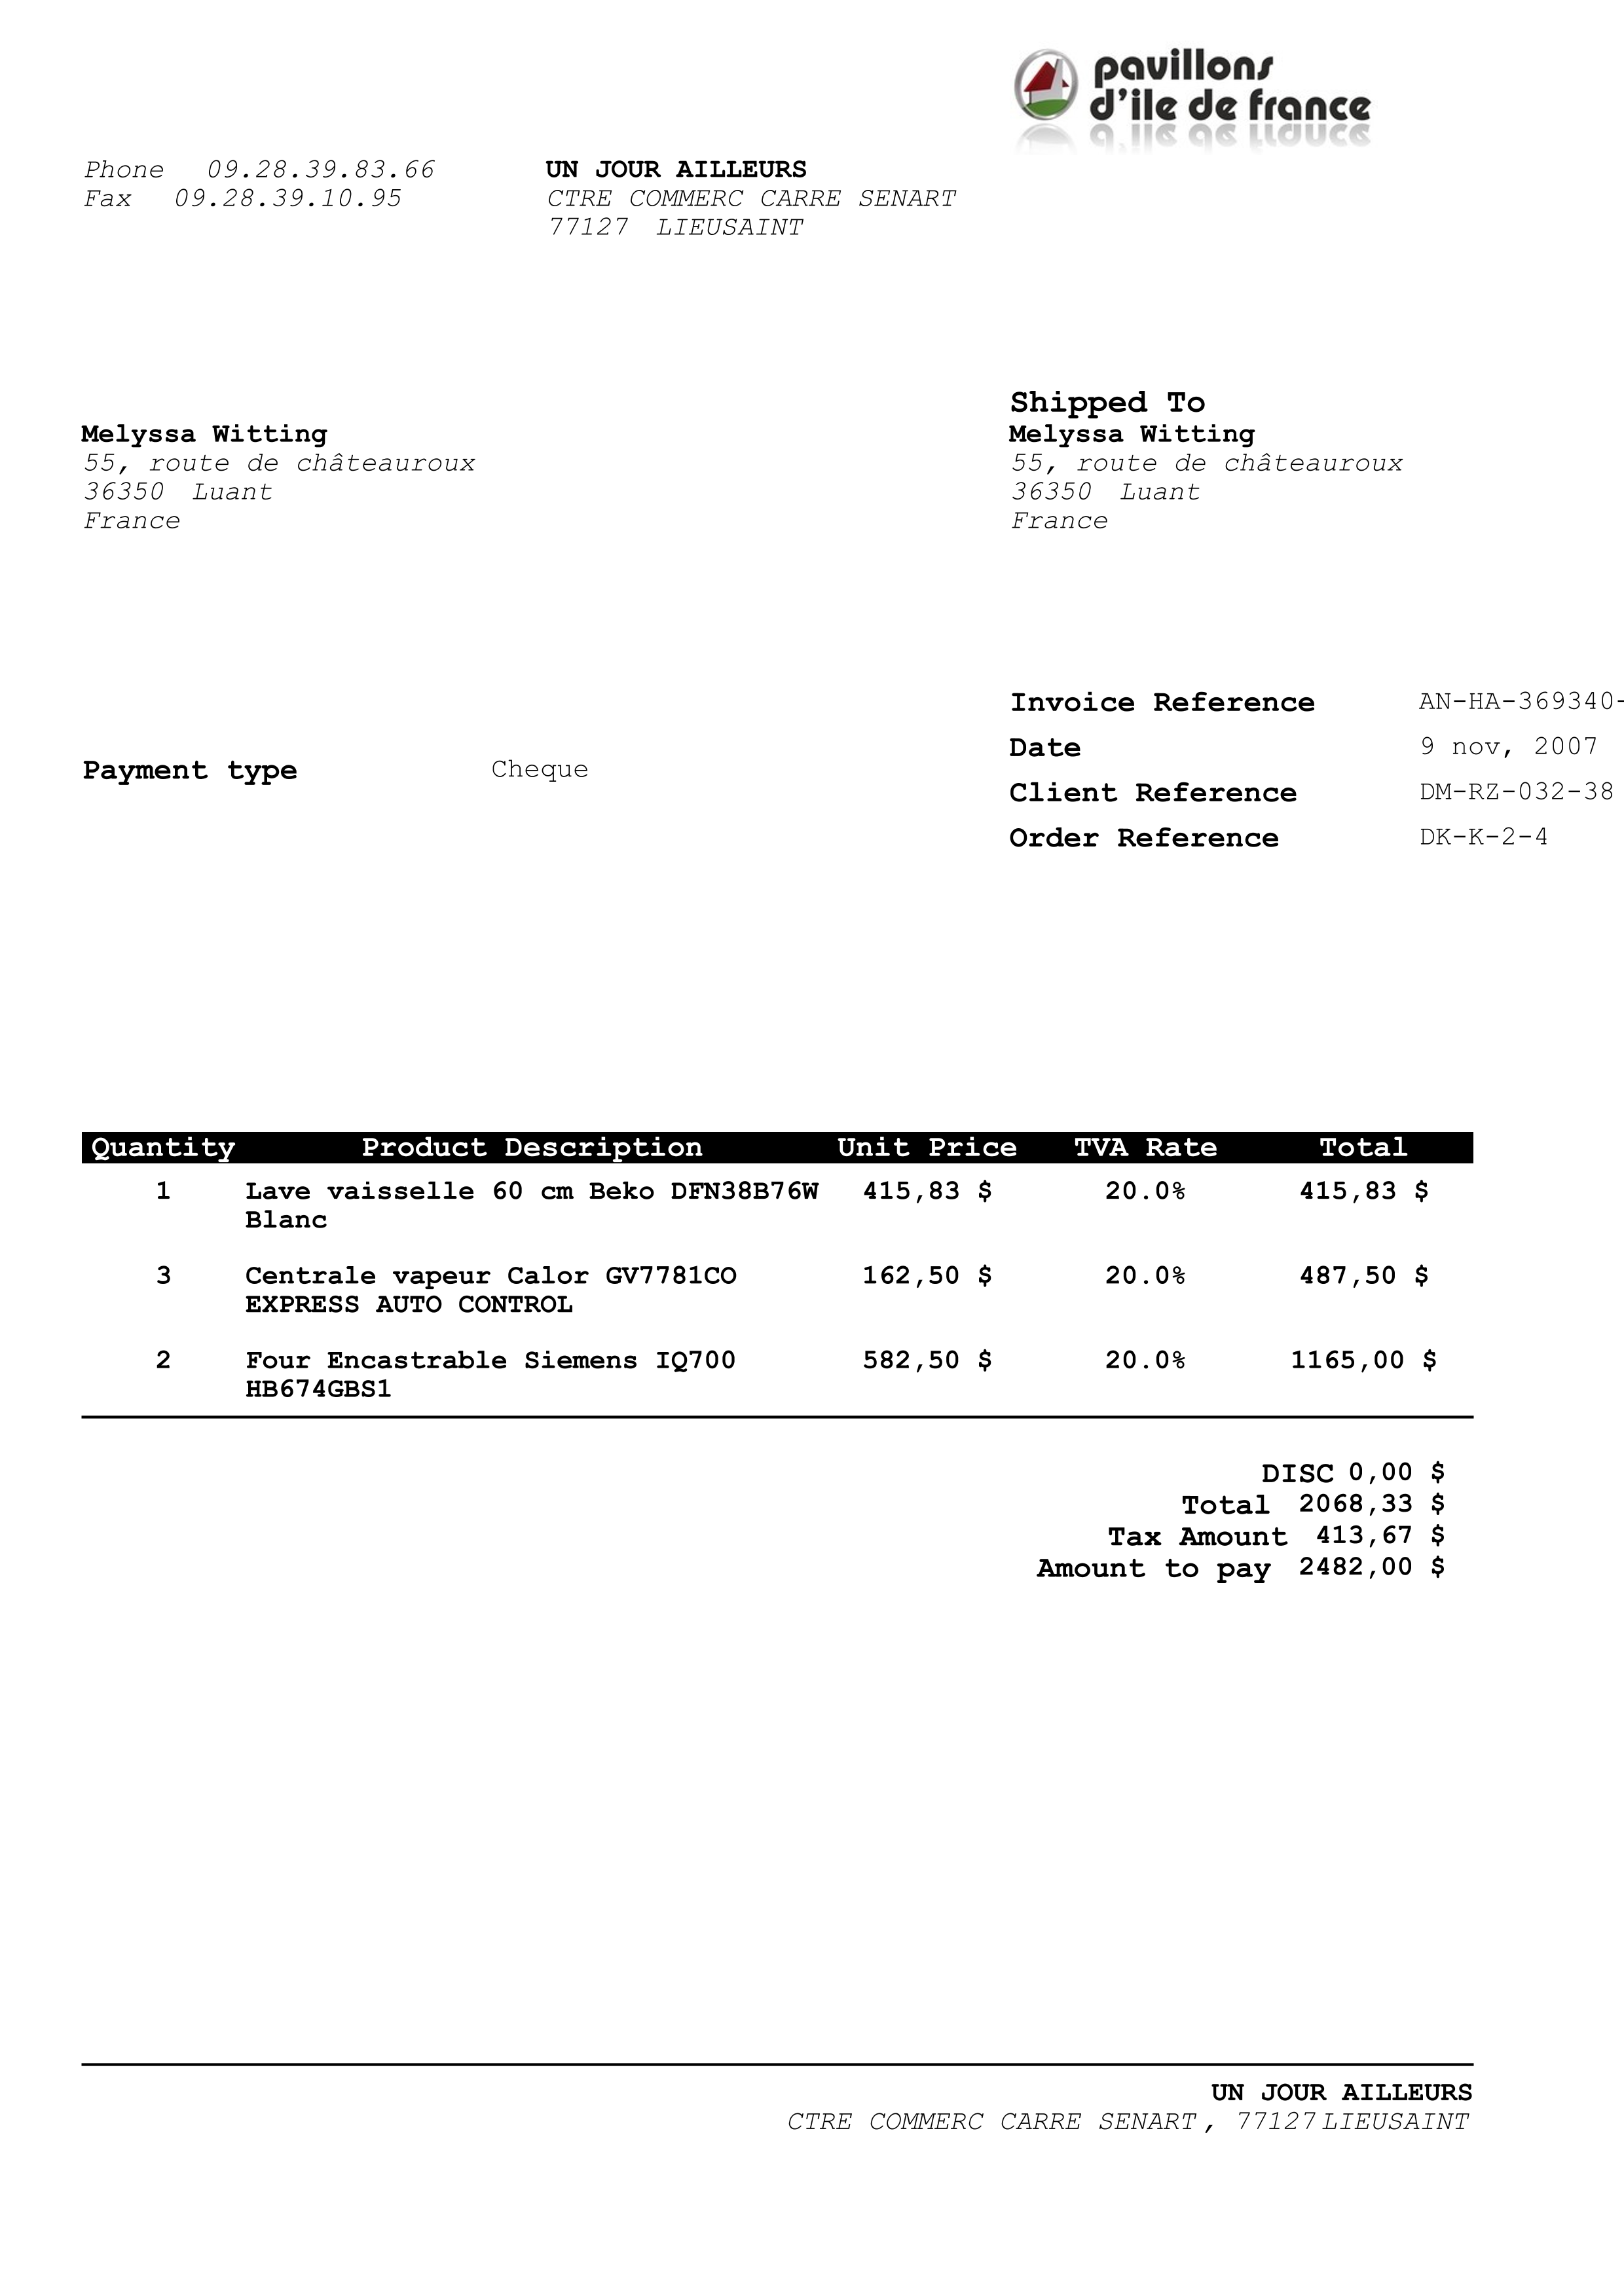 pavillons
d'ile de france
Phone 09.28.39.83.66
Fax 09.28.39.10.95
UN JOUR AILLEURS
CTRE COMMERC CARRE SENART
77127 LIEUSAINT
Melyssa Witting
55, route de châteauroux
36350 Luant
France
Shipped To
Melyssa Witting
55, route de châteauroux
36350 Luant
France
Payment type Cheque
Invoice Reference AN-HA-369340-
Date 9 nov, 2007
Client Reference DM-RZ-032-38
Order Reference DK-K-2-4
Quantity Product Description Unit Price TVA Rate Total
1 Lave vaisselle 60 cm Beko DFN38B76W 415,83 $ 20.0% 415,83 $
Blanc
3 Centrale vapeur Calor GV7781CO 162,50 $ 20.0% 487,50 $
EXPRESS AUTO CONTROL
2 Four Encastrable Siemens IQ700 582,50 $ 20.0% 1165,00 $
HB674GBS1
DISC 0,00 $
Total 2068,33 $
Tax Amount 413,67 $
Amount to pay 2482,00 $
UN JOUR AILLEURS
CTRE COMMERC CARRE SENART , 77127 LIEUSAINT